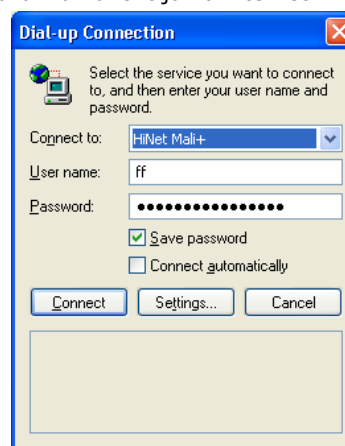 Dial-up Connection
Select the service you want to connect
to, and then enter your user name and
password.
Connect to: HiNet Mali+
User name: ff
Password: ●●●●●●●●●●●●●●●●
Save password
Connect automatically
Connect Settings... Cancel